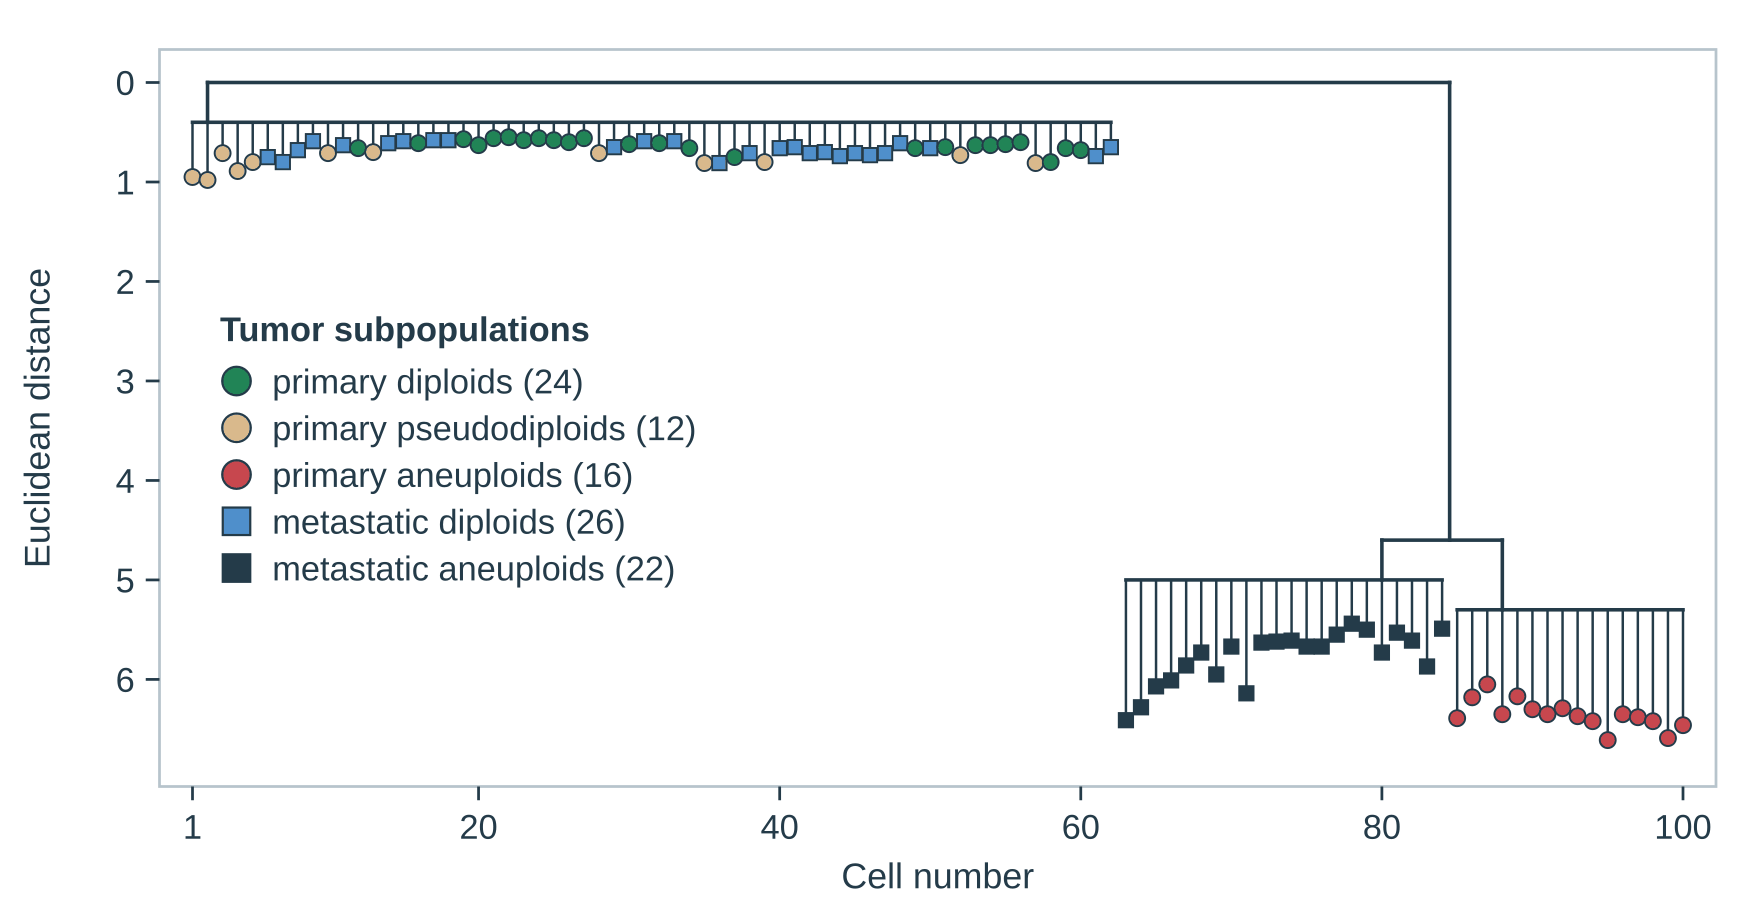 0
1
2
3
4
5
6
Euclidean distance
Tumor subpopulations
primary diploids (24)
primary pseudodiploids (12)
primary aneuploids (16)
metastatic diploids (26)
metastatic aneuploids (22)
1 20 40 60 80 100
Cell number